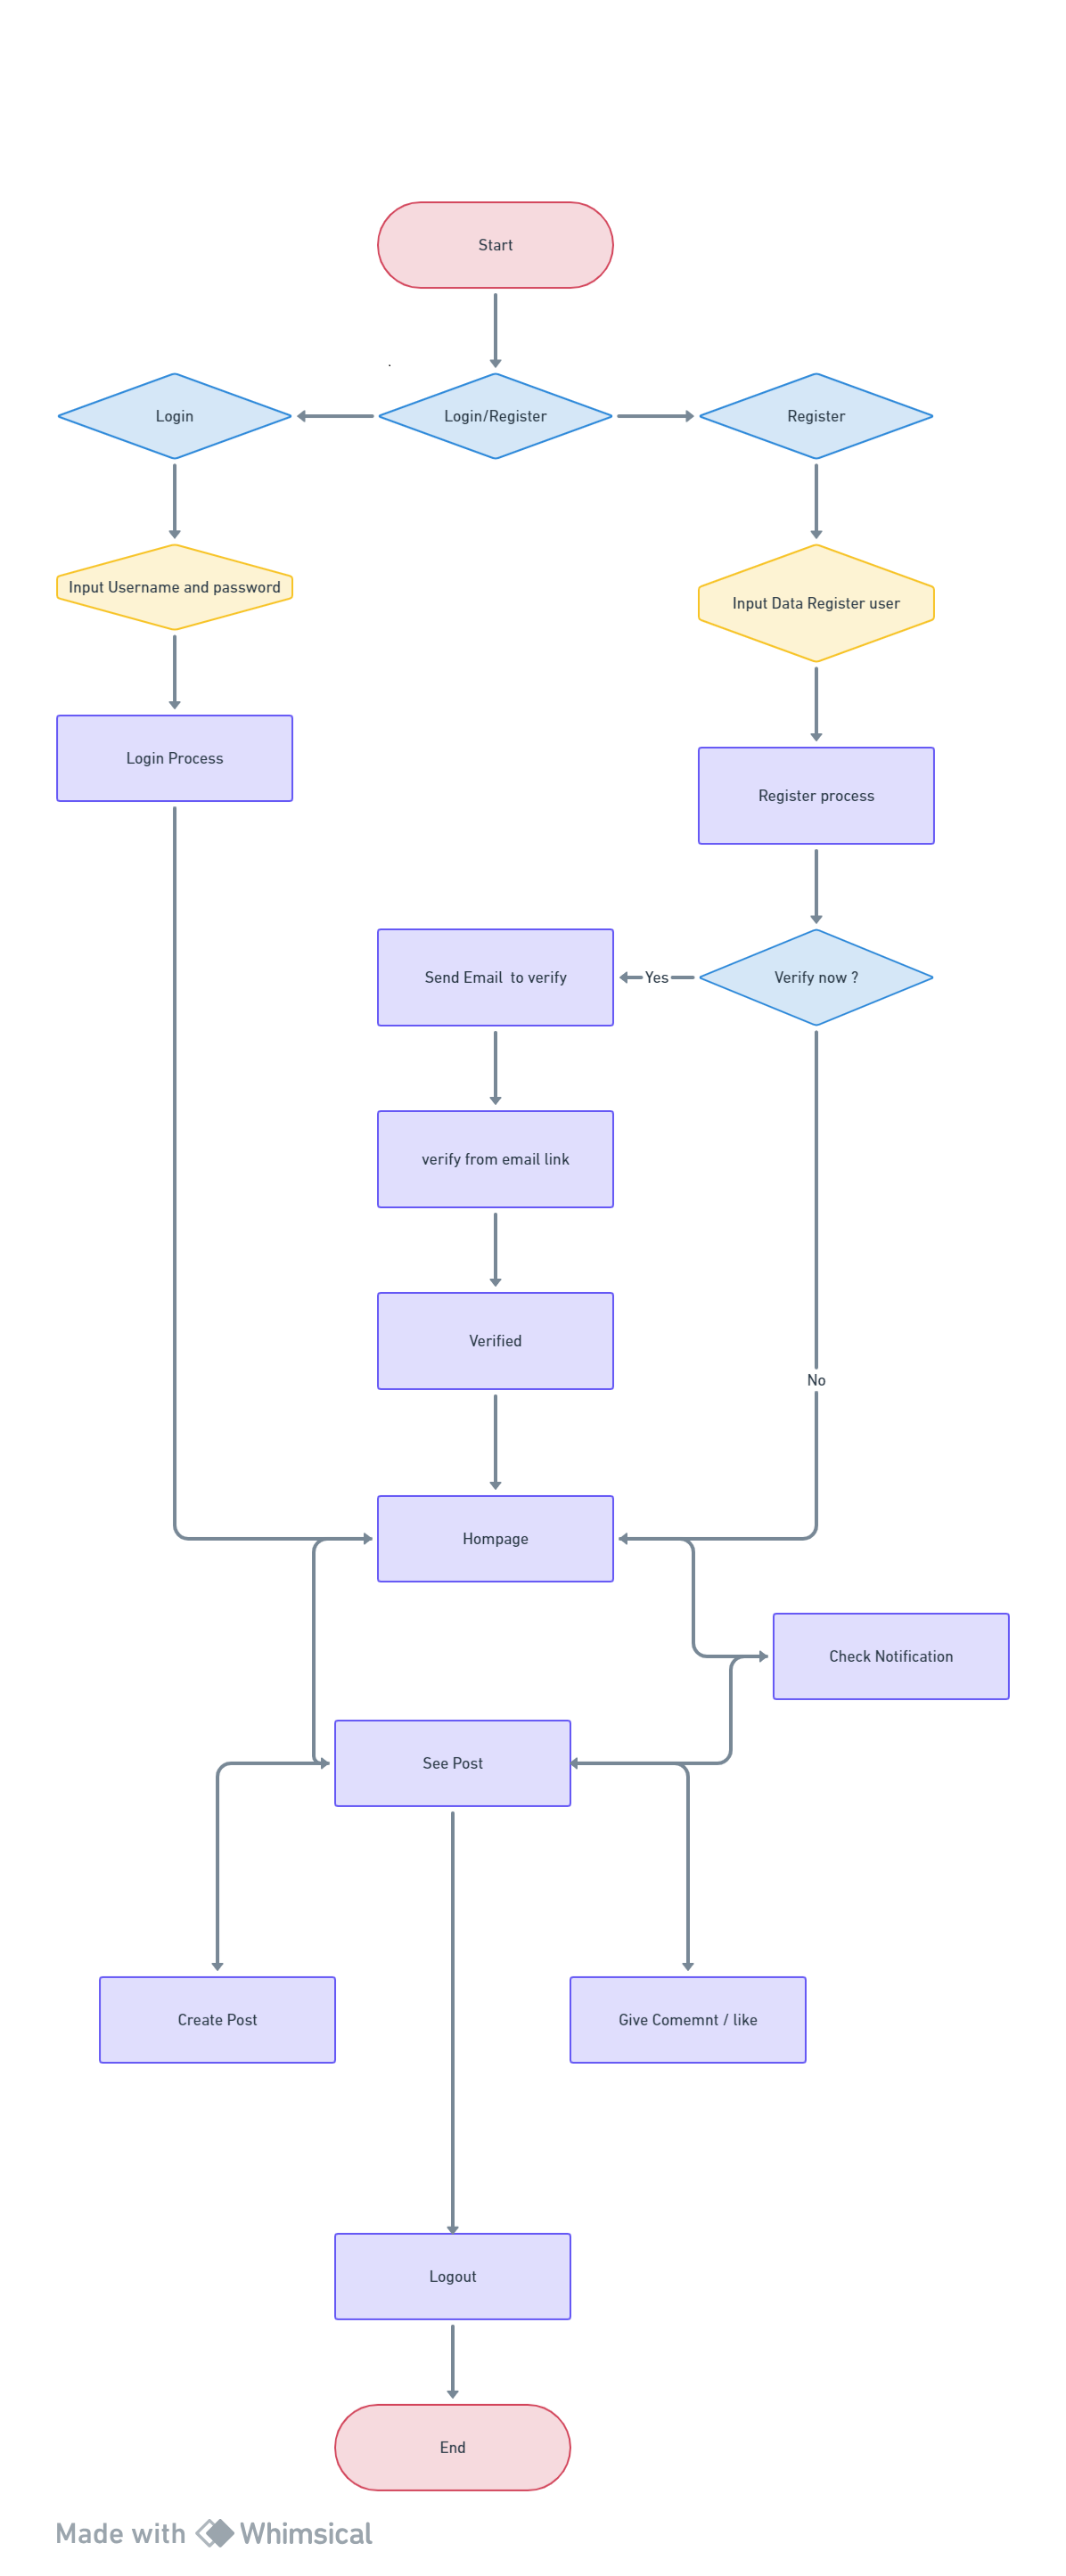 Start
Login
Login/Register
Register
Input Username and password
Input Data Register user
Login Process
Register process
Send Email  to verify
Yes
Verify now ?
verify from email link
Verified
No
Hompage
Check Notification
See Post
Create Post
Give Comemnt / like
Logout
End
Made with Whimsical